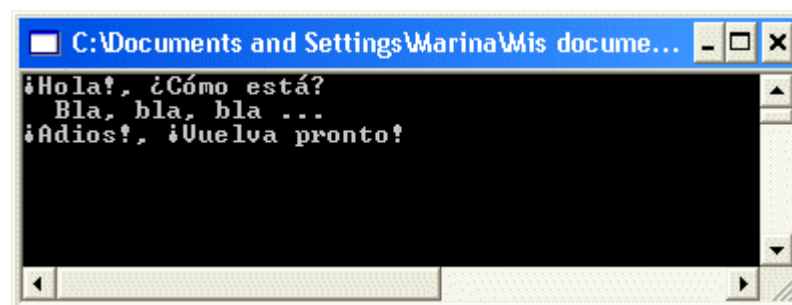 C:\Documents and Settings\Marina\Mis docume...
¡Hola!, ¿Cómo está?
Bla, bla, bla ...
¡Adios!, ¡Vuelva pronto!